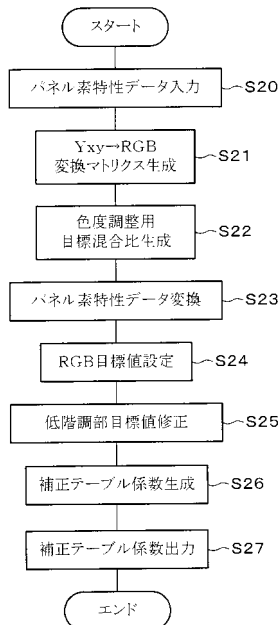 スタート
パネル素特性データ入力
S20
Yxy→RGB
変換マトリクス生成
S21
色度調整用
目標混合比生成
S22
パネル素特性データ変換
S23
RGB目標値設定
S24
低階調部目標値修正
S25
補正テーブル係数生成
S26
補正テーブル係数出力
S27
エンド